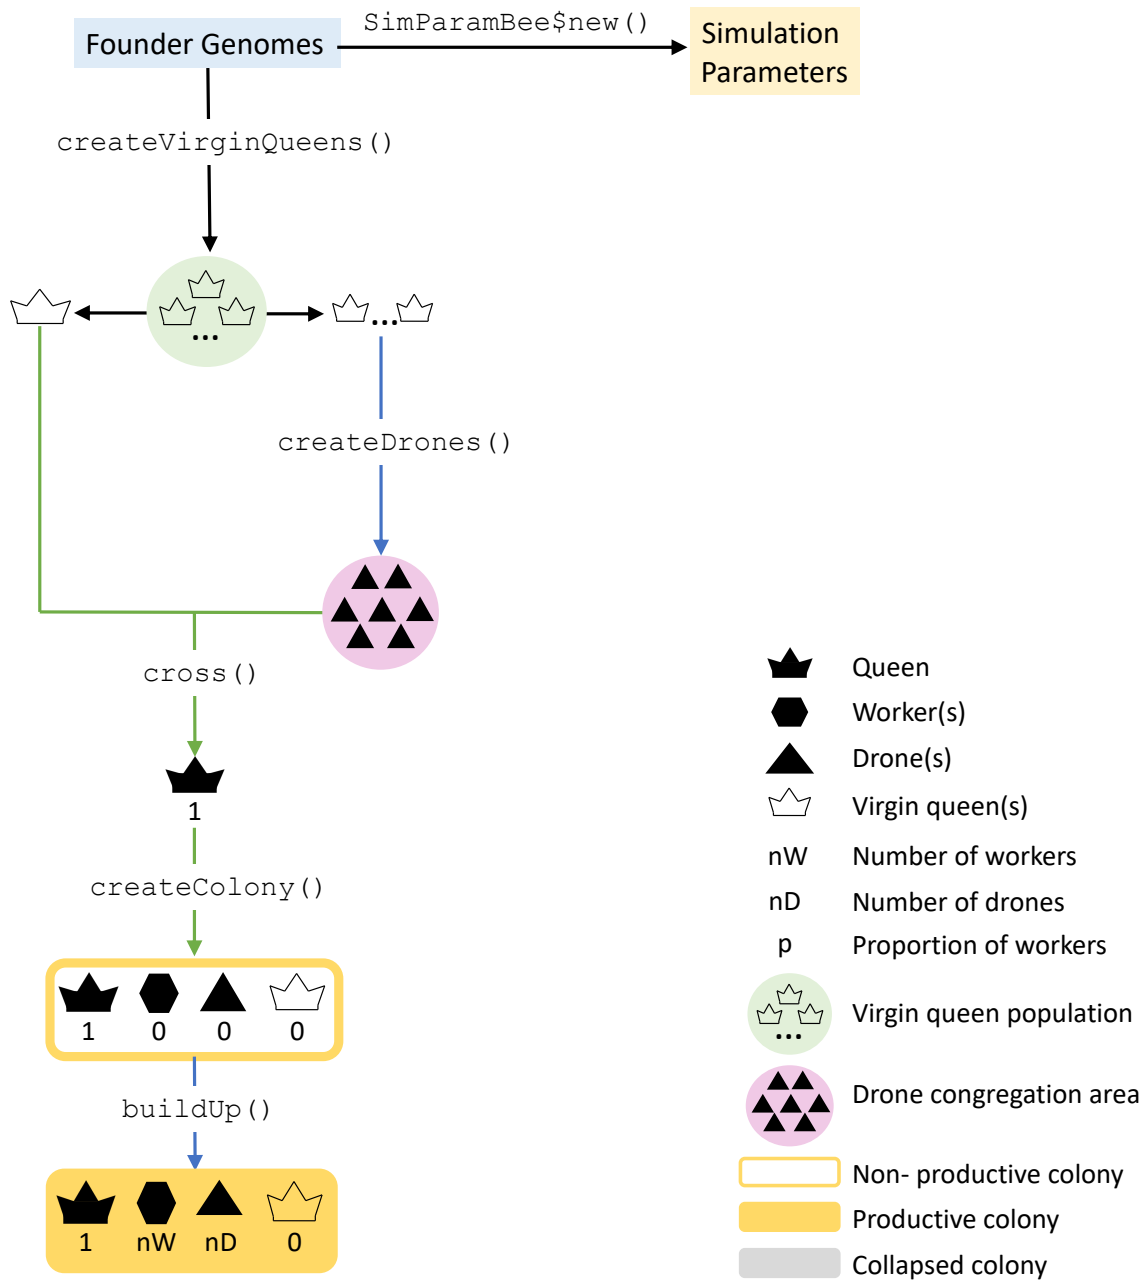 SimParamBee$new()
Founder Genomes
Simulation
Parameters
createVirginQueens()
...
...
createDrones()
cross()
1
createColony()
1 0 0 0
buildUp()
1 nW nD 0
Queen
Worker(s)
Drone(s)
Virgin queen(s)
nW Number of workers
nD Number of drones
p Proportion of workers
... Virgin queen population
Drone congregation area
Non- productive colony
Productive colony
Collapsed colony